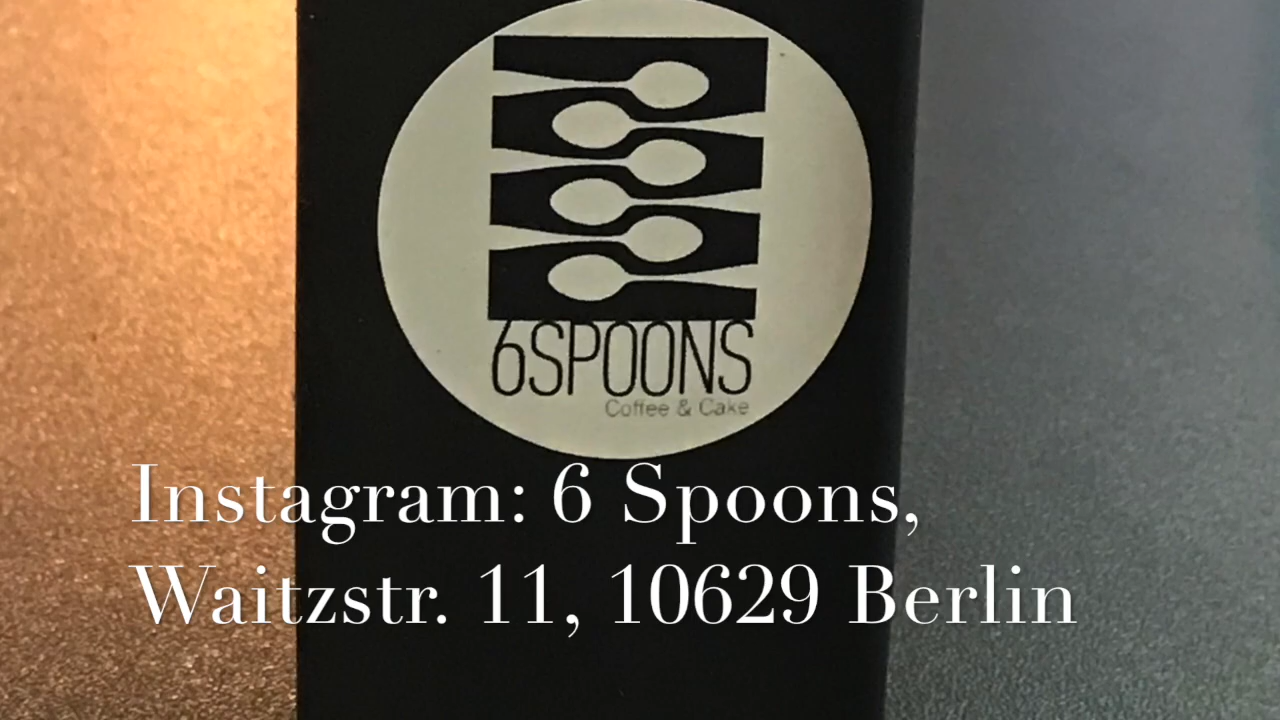 6SPOONS
Coffee & Cake
Instagram: 6 Spoons,
Waitzstr. 11, 10629 Berlin